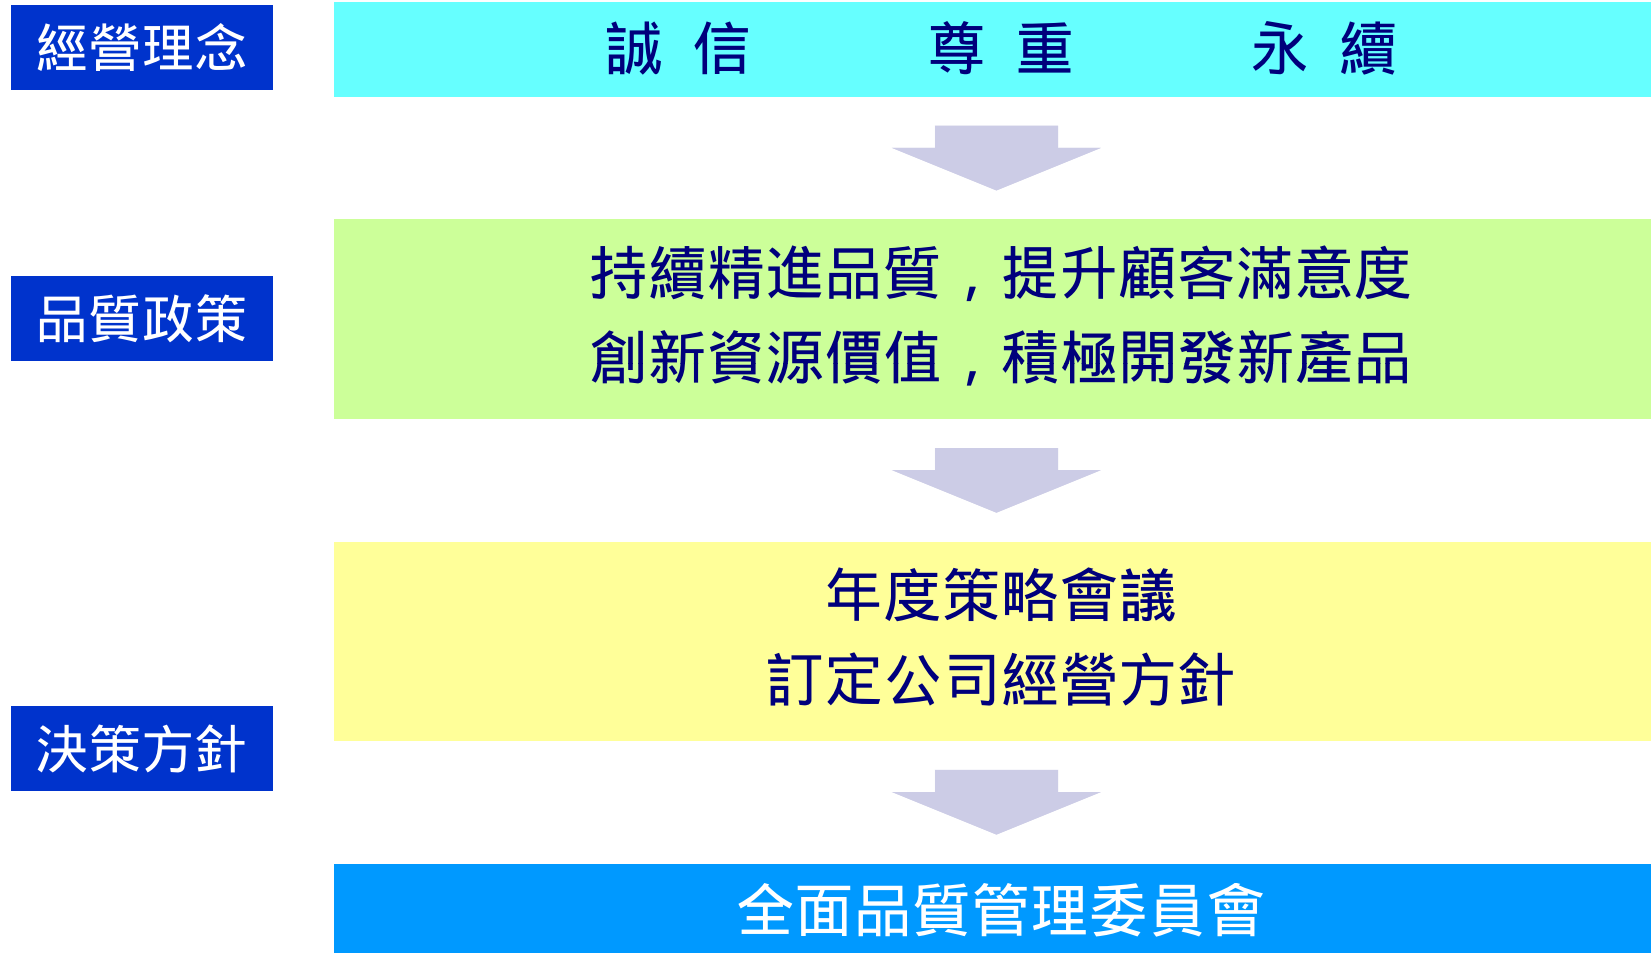 經營理念
誠 信 尊 重 永 續
品質政策
持續精進品質，提升顧客滿意度
創新資源價值，積極開發新產品
決策方針
年度策略會議
訂定公司經營方針
全面品質管理委員會